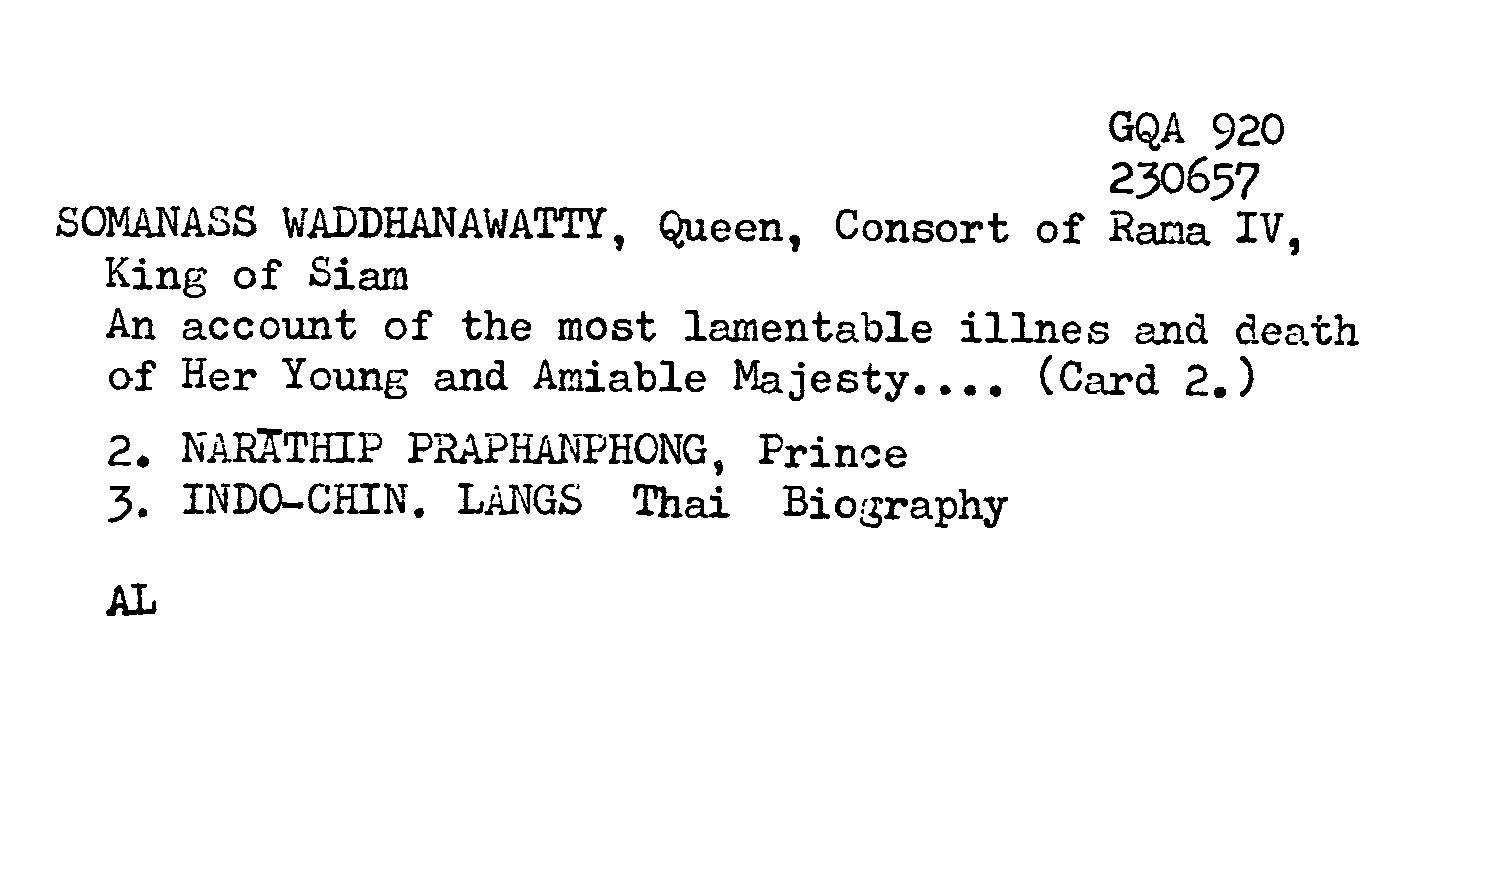 GQA 920
230657
SOMANASS WADDHANAWATTY, Queen, Consort of Rama IV,
King of Siam
An account of the most lamentable illnes and death
of Her Young and Amiable Majesty.... (Card 2.)
2. NARĀTHIP PRAPHANPHONG, Prince
3. INDO-CHIN. LANGS Thai Biography
AL